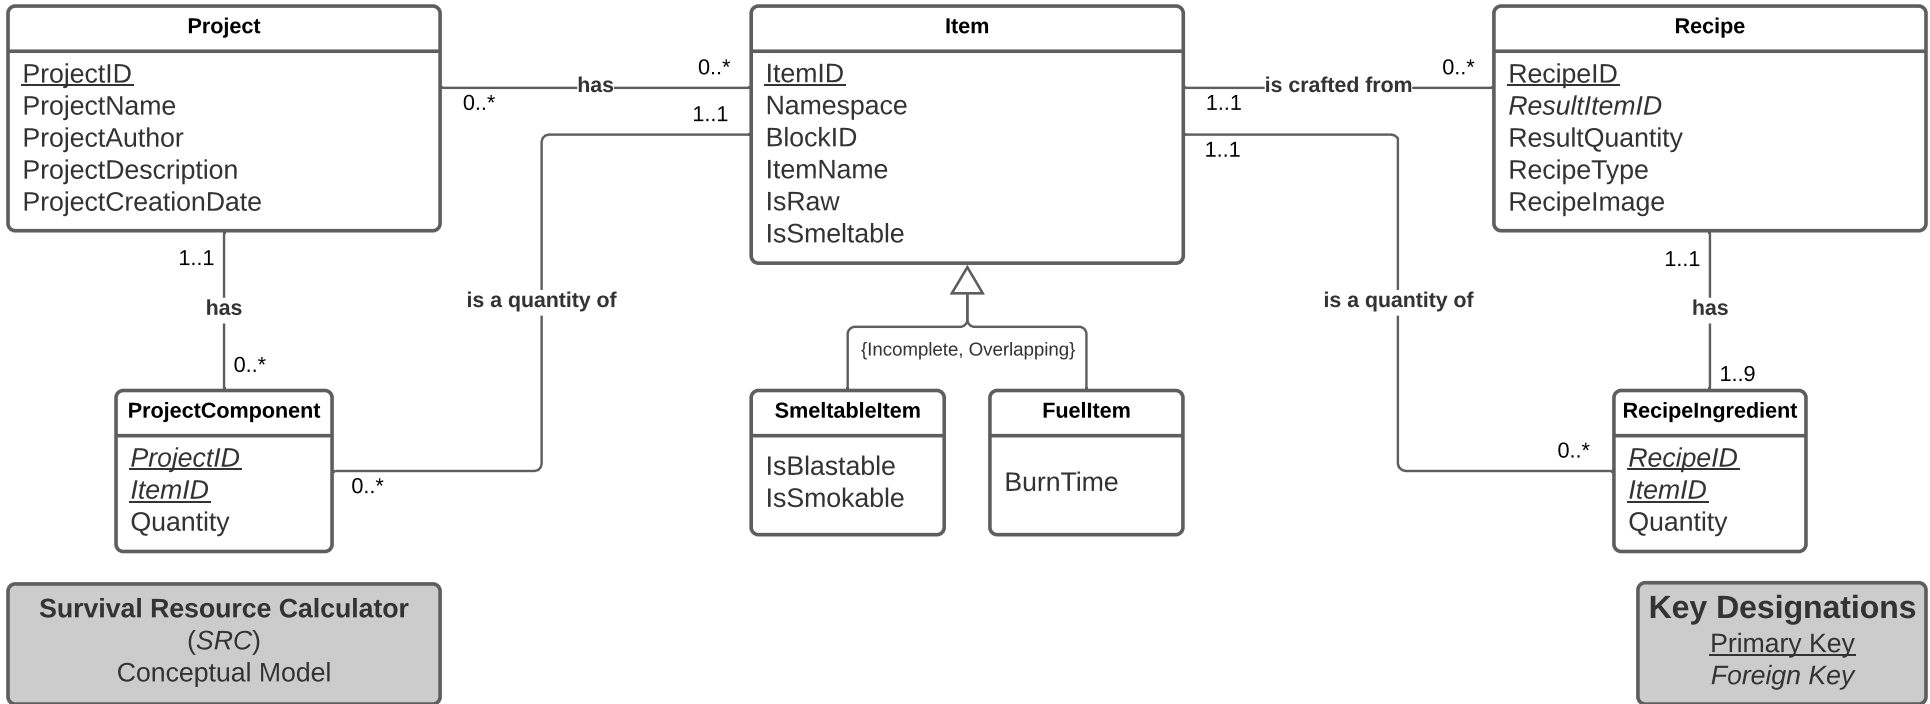 Project
ProjectID
ProjectName
ProjectAuthor
ProjectDescription
ProjectCreationDate
has
0..*
0..*
Item
ItemID
Namespace
BlockID
ItemName
IsRaw
IsSmeltable
is crafted from
1..1
0..*
Recipe
RecipeID
ResultItemID
ResultQuantity
RecipeType
RecipeImage
1..1
has
0..*
1..1
is a quantity of
0..*
{Incomplete, Overlapping}
1..1
is a quantity of
0..*
1..1
has
1..9
ProjectComponent
ProjectID
ItemID
Quantity
SmeltableItem
IsBlastable
IsSmokable
FuelItem
BurnTime
RecipeIngredient
RecipeID
ItemID
Quantity
Survival Resource Calculator
(SRC)
Conceptual Model
Key Designations
Primary Key
Foreign Key